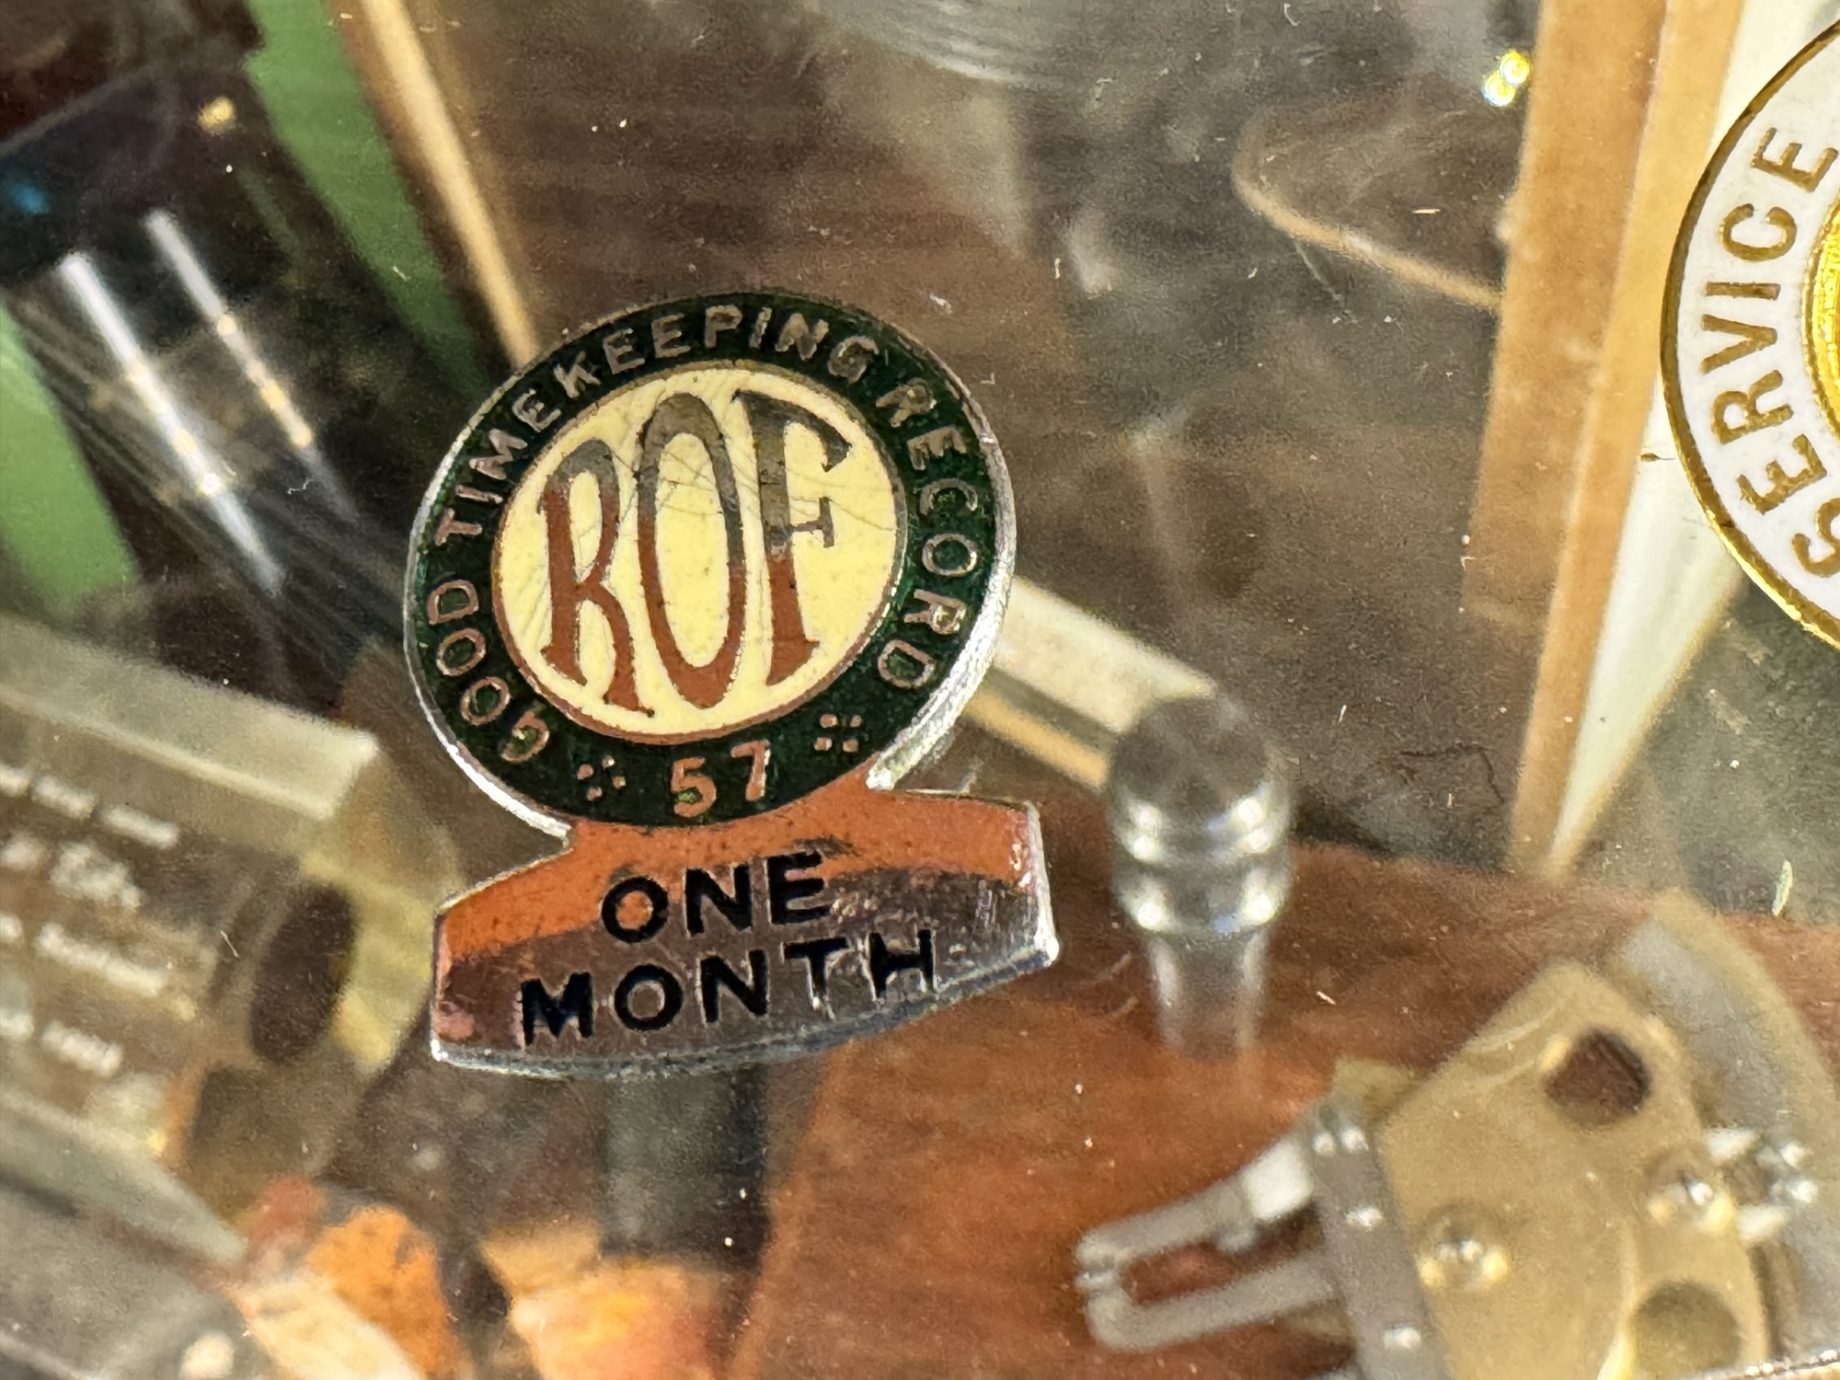 GOOD TIMEKEEPING RECORD
ROF
57
ONE
MONTH
SERVICE